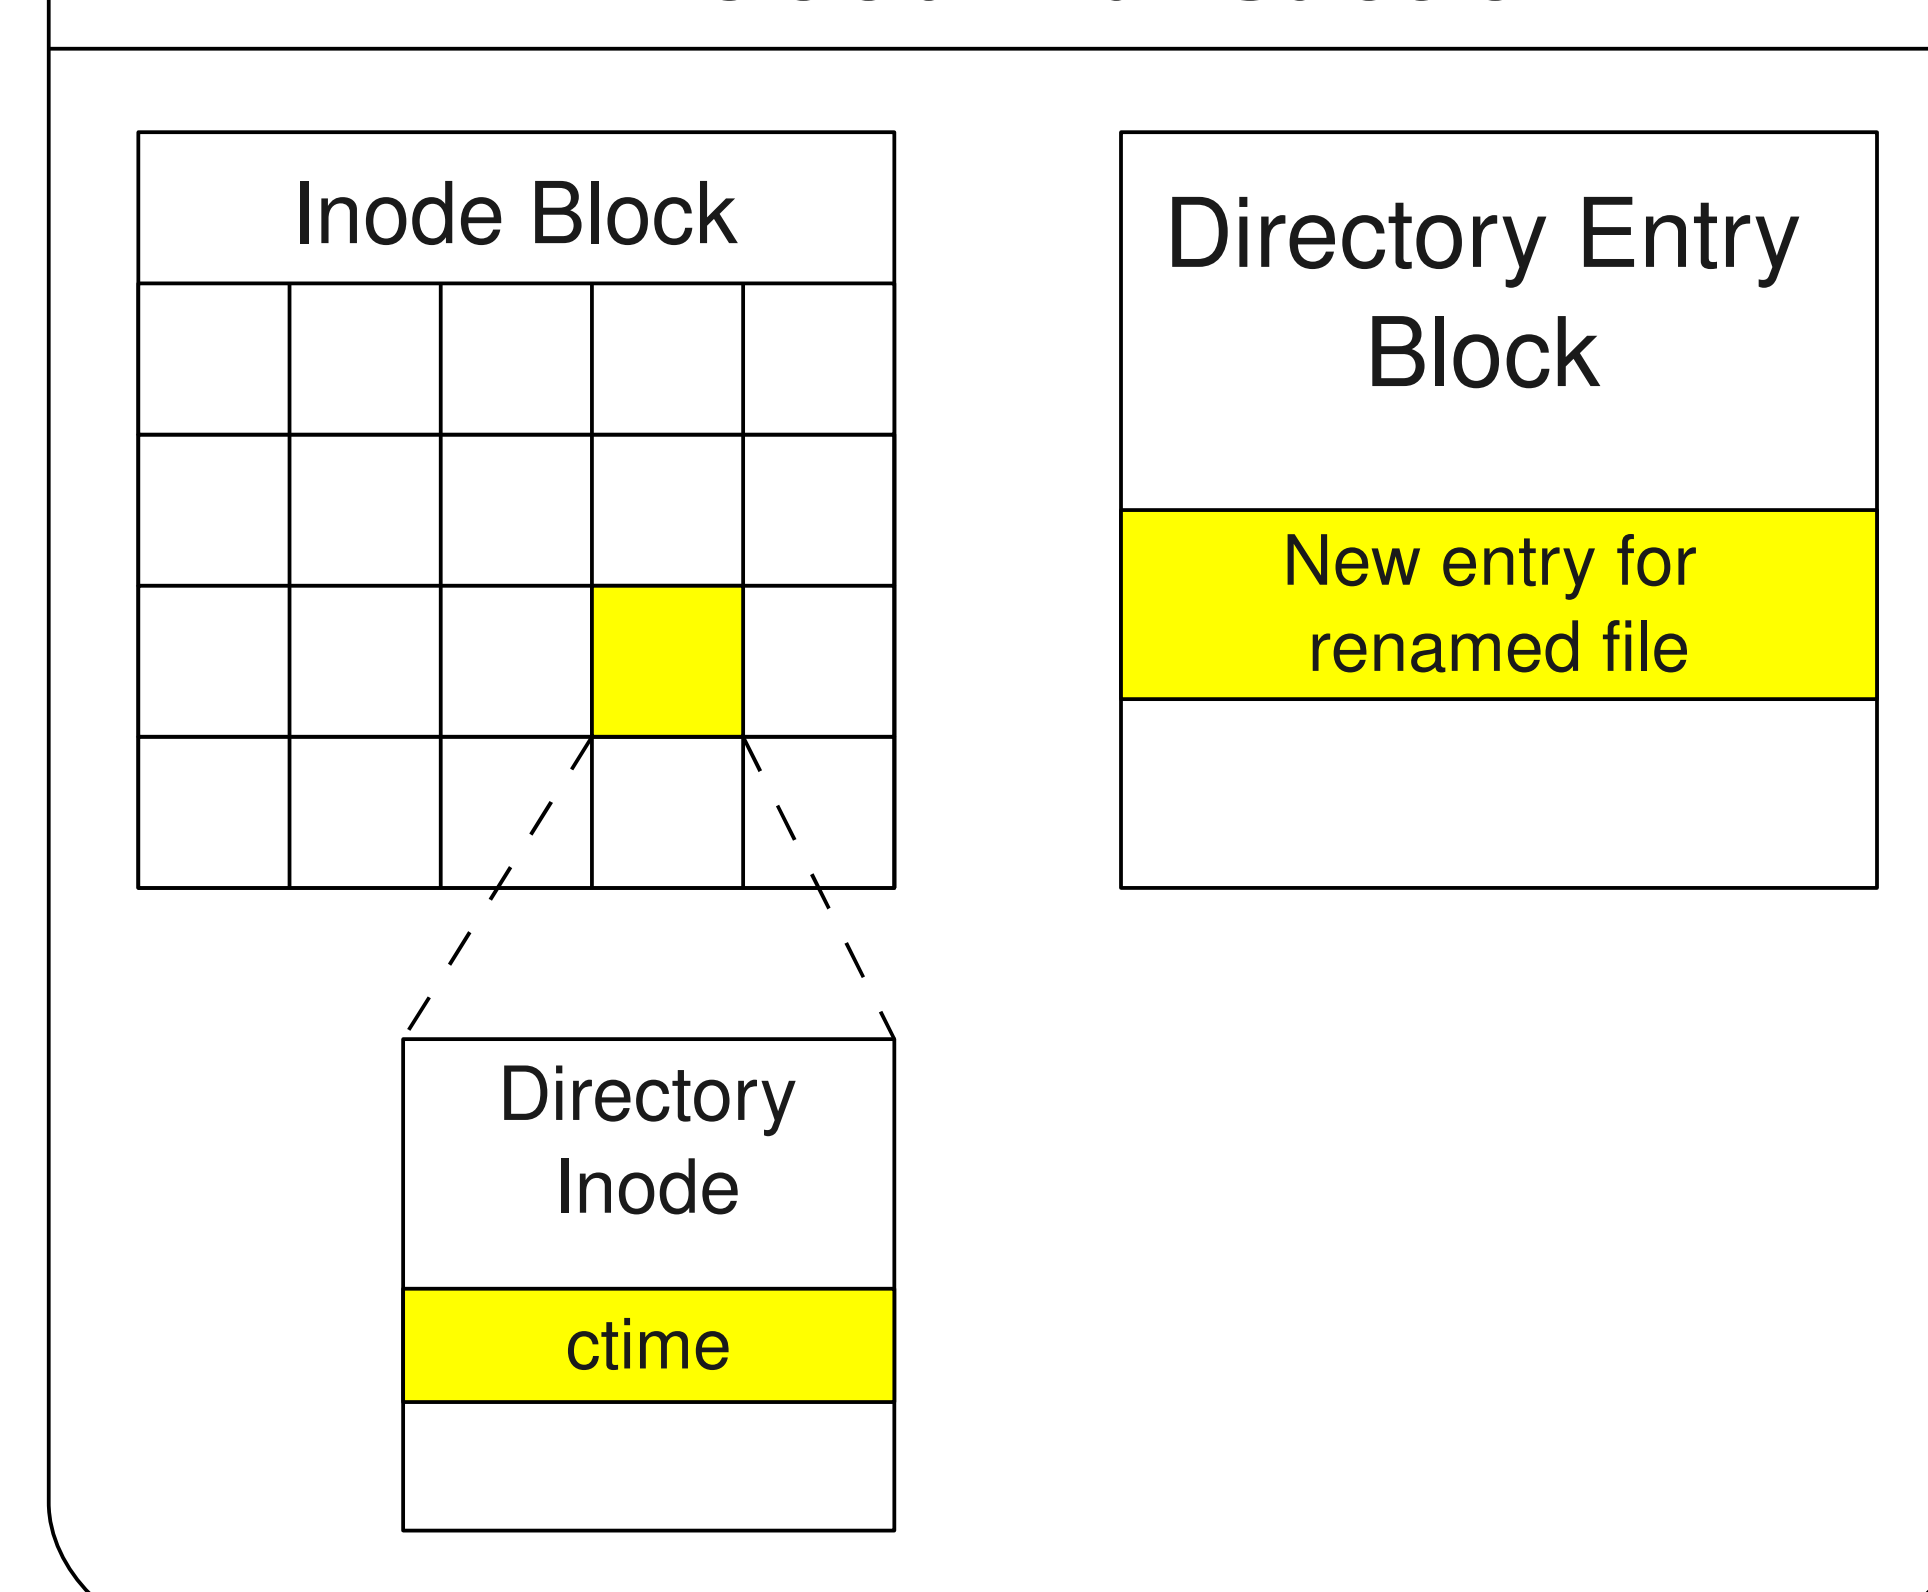 Inode Block
Directory Entry
Block
New entry for
renamed file
Directory
Inode
ctime